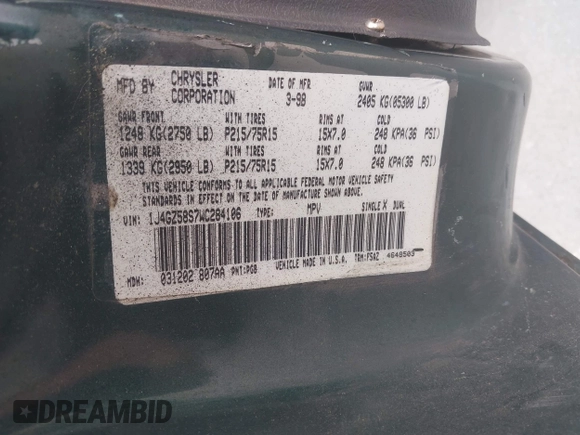 MFD BY CHRYSLER CORPORATION DATE OF MFR 3-98 GVWR 2405 KG(05300 LB)
GAWR FRONT WITH TIRES RIMS AT COLD
1248 KG(2750 LB) P215/75R15 15X7.0 248 KPA(36 PSI)
GAWR REAR WITH TIRES RIMS AT COLD
1339 KG(2950 LB) P215/75R15 15X7.0 248 KPA(36 PSI)
THIS VEHICLE CONFORMS TO ALL APPLICABLE FEDERAL MOTOR VEHICLE SAFETY
STANDARDS IN EFFECT ON THE DATE OF MANUFACTURE SHOWN ABOVE
VIN: 1J4GZ58S7WC284106 TYPE: MPV SINGLE X DUAL
MDH: 031202 807AA PNT:PGB VEHICLE MADE IN U.S.A. TRM:FSAZ 4648503
DREAMBID